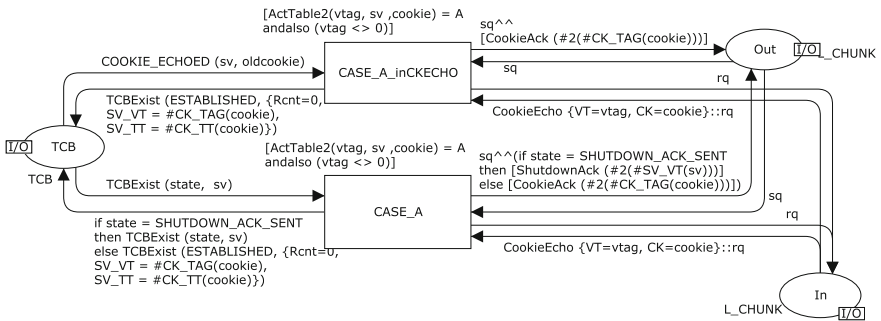 [ActTable2(vtag, sv ,cookie) = A
andalso (vtag <> 0)]
sq^^
[CookieAck (#2(#CK_TAG(cookie)))]
Out
I/O
L_CHUNK
COOKIE_ECHOED (sv, oldcookie)
CASE_A_inCKECHO
sq
rq
TCBExist (ESTABLISHED, {Rcnt=0,
SV_VT = #CK_TAG(cookie),
SV_TT = #CK_TT(cookie)})
CookieEcho {VT=vtag, CK=cookie}::rq
I/O
TCB
TCB
[ActTable2(vtag, sv ,cookie) = A
andalso (vtag <> 0)]
sq^^(if state = SHUTDOWN_ACK_SENT
then [ShutdownAck (#2(#SV_VT(sv)))]
else [CookieAck (#2(#CK_TAG(cookie)))])
TCBExist (state,  sv)
CASE_A
sq
rq
if state = SHUTDOWN_ACK_SENT
then TCBExist (state, sv)
else TCBExist (ESTABLISHED, {Rcnt=0,
SV_VT = #CK_TAG(cookie),
SV_TT = #CK_TT(cookie)})
CookieEcho {VT=vtag, CK=cookie}::rq
In
L_CHUNK
I/O